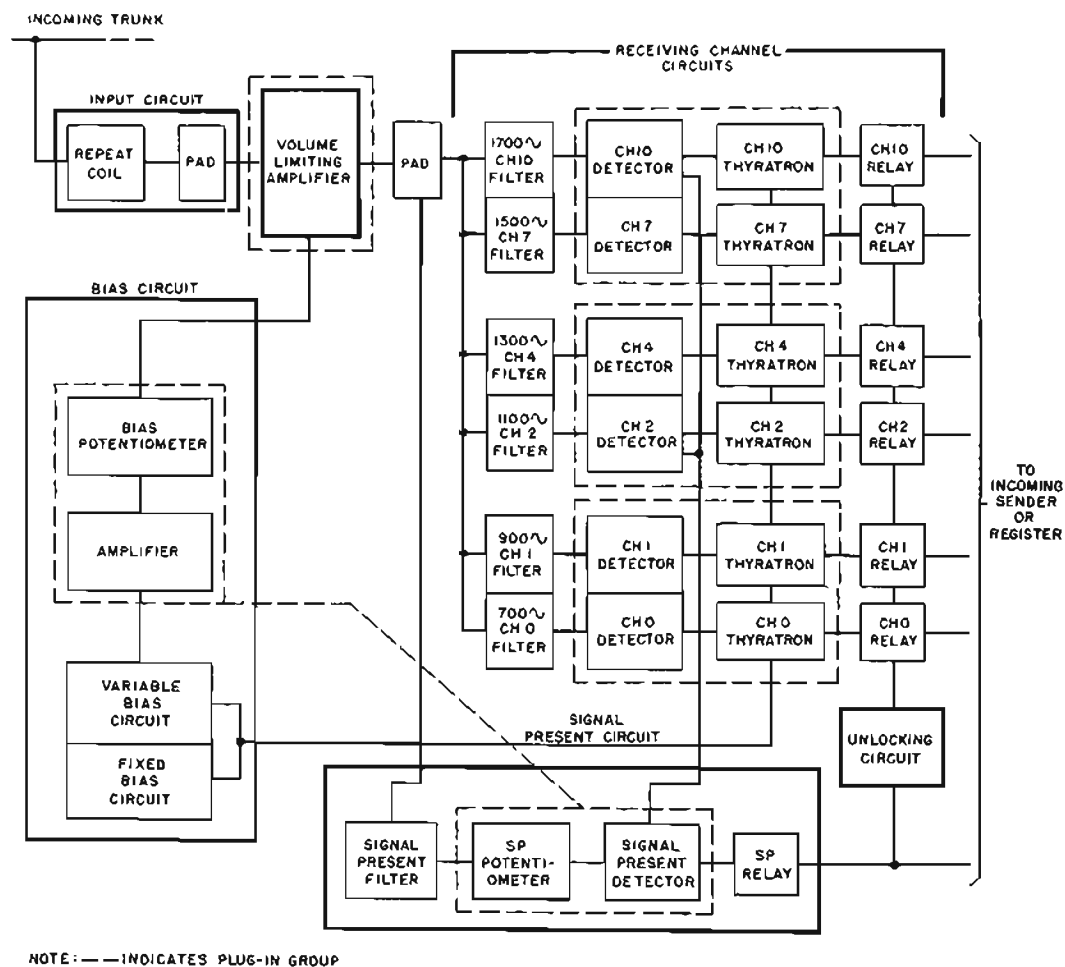 INCOMING TRUNK
INPUT CIRCUIT
REPEAT
COIL
PAD
VOLUME
LIMITING
AMPLIFIER
PAD
RECEIVING CHANNEL
CIRCUITS
1700~
CH10
FILTER
CH10
DETECTOR
CH10
THYRATRON
CH10
RELAY
1500~
CH 7
FILTER
CH 7
DETECTOR
CH 7
THYRATRON
CH 7
RELAY
1300~
CH 4
FILTER
CH 4
DETECTOR
CH 4
THYRATRON
CH 4
RELAY
1100~
CH 2
FILTER
CH 2
DETECTOR
CH 2
THYRATRON
CH2
RELAY
900~
CH 1
FILTER
CH 1
DETECTOR
CH 1
THYRATRON
CH 1
RELAY
700~
CH 0
FILTER
CH 0
DETECTOR
CH 0
THYRATRON
CH0
RELAY
TO
INCOMING
SENDER
OR
REGISTER
BIAS CIRCUIT
BIAS
POTENTIOMETER
AMPLIFIER
VARIABLE
BIAS
CIRCUIT
FIXED
BIAS
CIRCUIT
SIGNAL
PRESENT CIRCUIT
UNLOCKING
CIRCUIT
SIGNAL
PRESENT
FILTER
SP
POTENTI-
OMETER
SIGNAL
PRESENT
DETECTOR
SP
RELAY
NOTE: — — INDICATES PLUG-IN GROUP